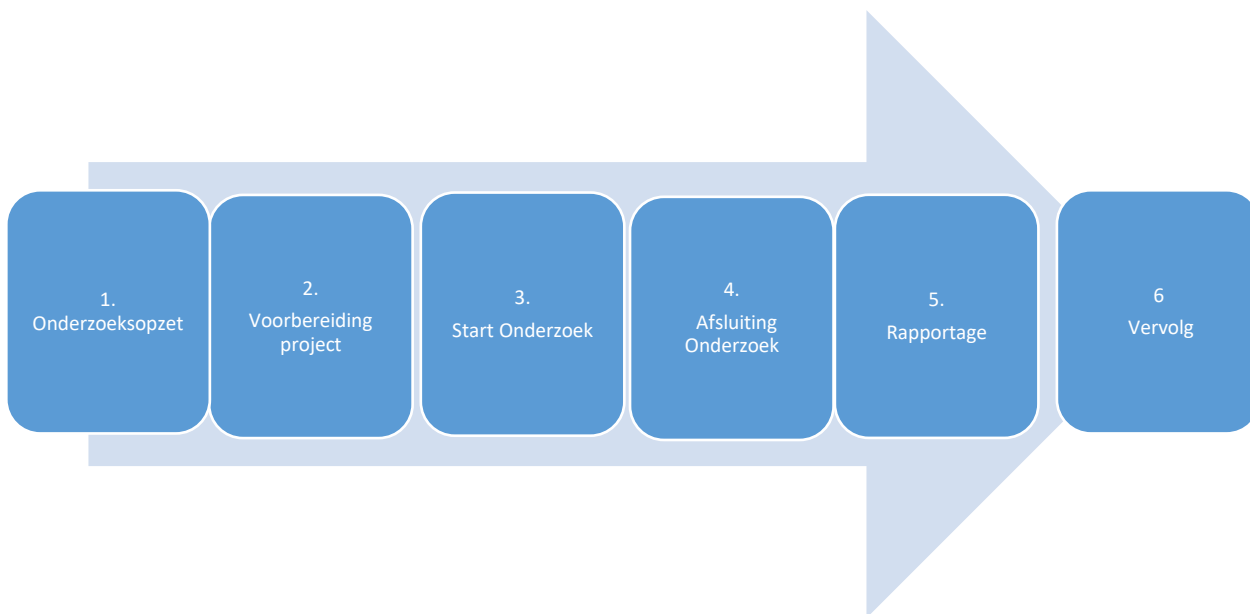 1.
Onderzoeksopzet
2.
Voorbereiding
project
3.
Start Onderzoek
4.
Afsluiting
Onderzoek
5.
Rapportage
6
Vervolg